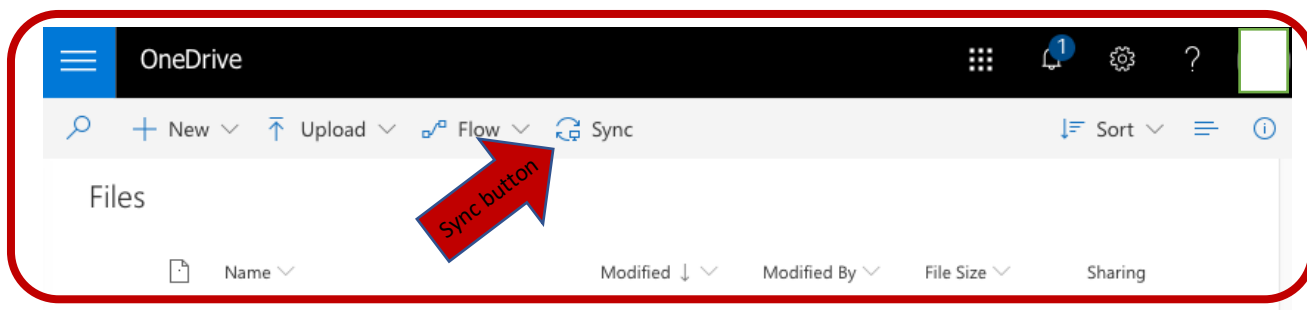 OneDrive 1 ?
New Upload Flow Sync Sort
Sync button
Files
Name Modified Modified By File Size Sharing